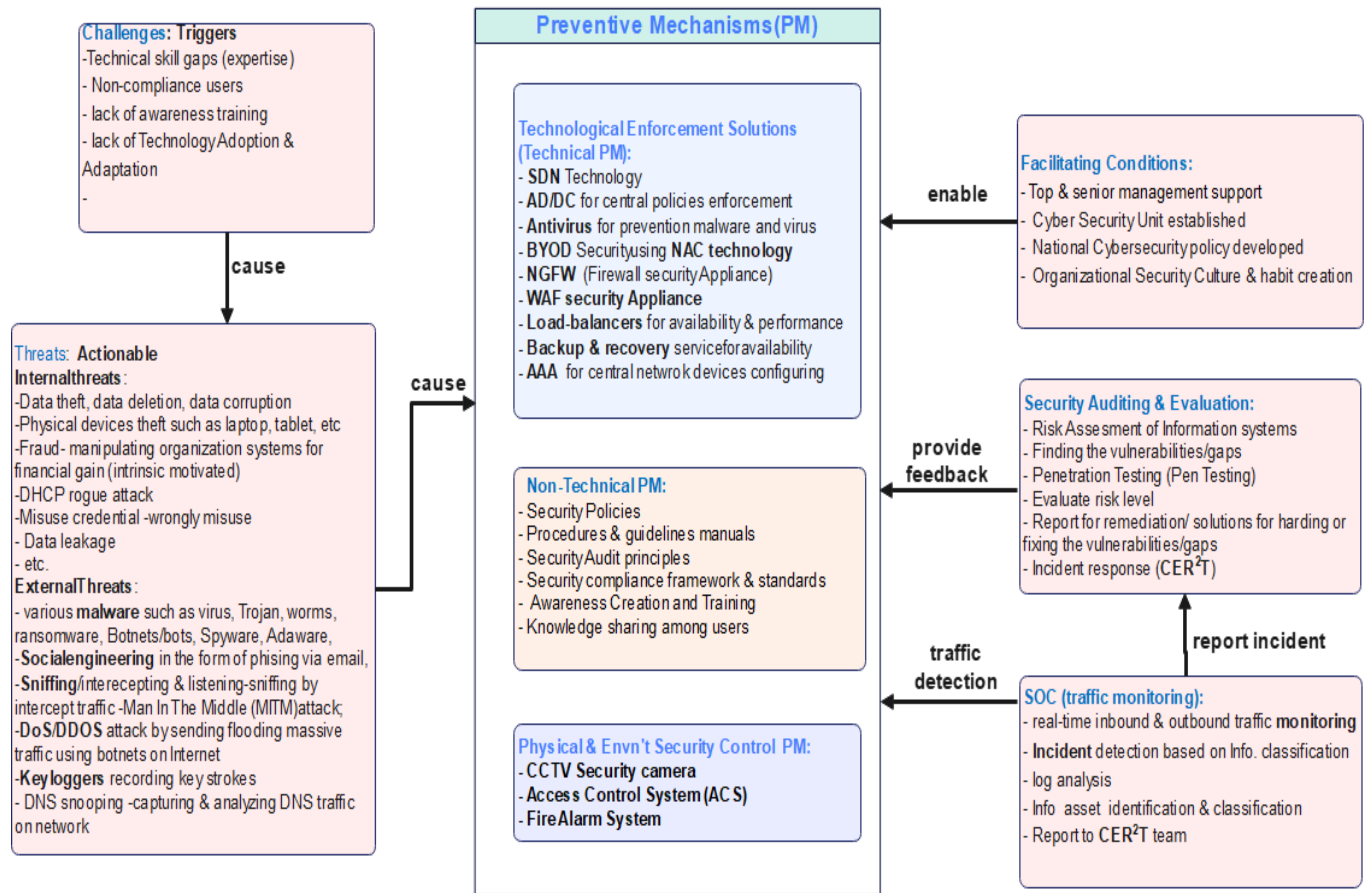 Challenges: Triggers
-Technical skill gaps (expertise)
- Non-compliance users
- lack of awareness training
- lack of Technology Adoption &
Adaptation
-
cause
Threats: Actionable
Internalthreats:
-Data theft, data deletion, data corruption
-Physical devices theft such as laptop, tablet, etc
-Fraud- manipulating organization systems for
financial gain (intrinsic motivated)
-DHCP rogue attack
-Misuse credential -wrongly misuse
- Data leakage
- etc.
ExternalThreats:
- various malware such as virus, Trojan, worms,
ransomware, Botnets/bots, Spyware, Adaware,
-Socialengineering in the form of phising via email,
-Sniffing/interecepting & listening-sniffing by
intercept traffic -Man In The Middle (MITM)attack;
-DoS/DDOS attack by sending flooding massive
traffic using botnets on Internet
-Keyloggers recording key strokes
- DNS snooping -capturing & analyzing DNS traffic
on network
cause
Preventive Mechanisms(PM)
Technological Enforcement Solutions
(Technical PM):
- SDN Technology
- AD/DC for central policies enforcement
- Antivirus for prevention malware and virus
- BYOD Securityusing NAC technology
- NGFW (Firewall security Appliance)
- WAF security Appliance
- Load-balancers for availability & performance
- Backup & recovery serviceforavailability
- AAA for central netwrok devices configuring
Non-Technical PM:
- Security Policies
- Procedures & guidelines manuals
- Security Audit principles
- Security compliance framework & standards
- Awareness Creation and Training
- Knowledge sharing among users
Physical & Envn't Security Control PM:
- CCTV Security camera
- Access Control System (ACS)
- Fire Alarm System
enable
Facilitating Conditions:
- Top & senior management support
- Cyber Security Unit established
- National Cybersecurity policy developed
- Organizational Security Culture & habit creation
provide
feedback
Security Auditing & Evaluation:
- Risk Assesment of Information systems
- Finding the vulnerabilities/gaps
- Penetration Testing (Pen Testing)
- Evaluate risk level
- Report for remediation/ solutions for harding or
fixing the vulnerabilities/gaps
- Incident response (CER²T)
report incident
traffic
detection
SOC (traffic monitoring):
- real-time inbound & outbound traffic monitoring
- Incident detection based on Info. classification
- log analysis
- Info asset identification & classification
- Report to CER²T team